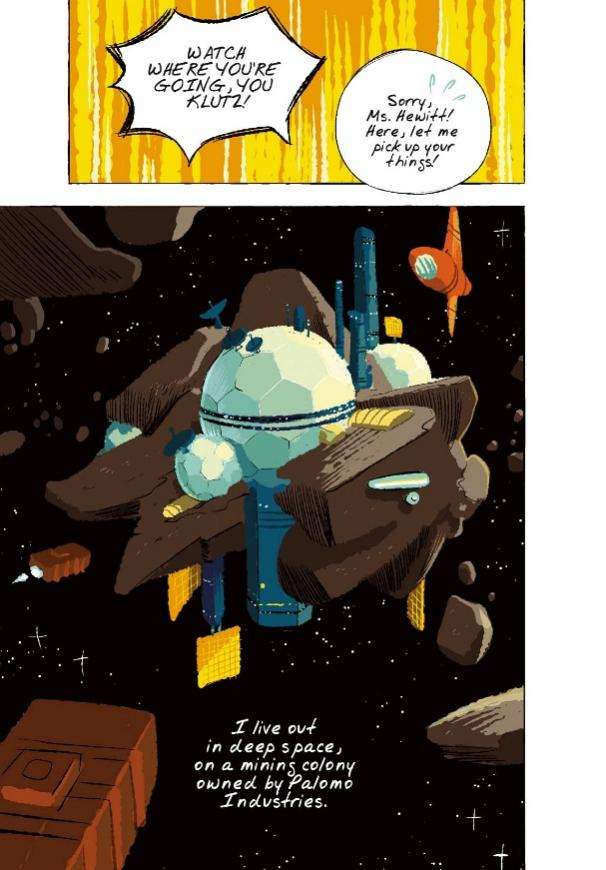 WATCH
WHERE YOU'RE
GOING, YOU
KLUTZ!
Sorry,
Ms. Hewitt!
Here, let me
pick up your
things!
I live out
in deep space,
on a mining colony
owned by Palomo
Industries.